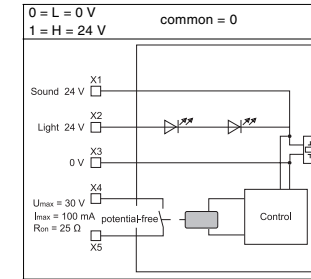 0 = L = 0 V
1 = H = 24 V
common = 0
X1
Sound 24 V
X2
Light 24 V
X3
0 V
X4
Umax = 30 V
Imax = 100 mA
Ron = 25 Ω
potential-free
X5
Control